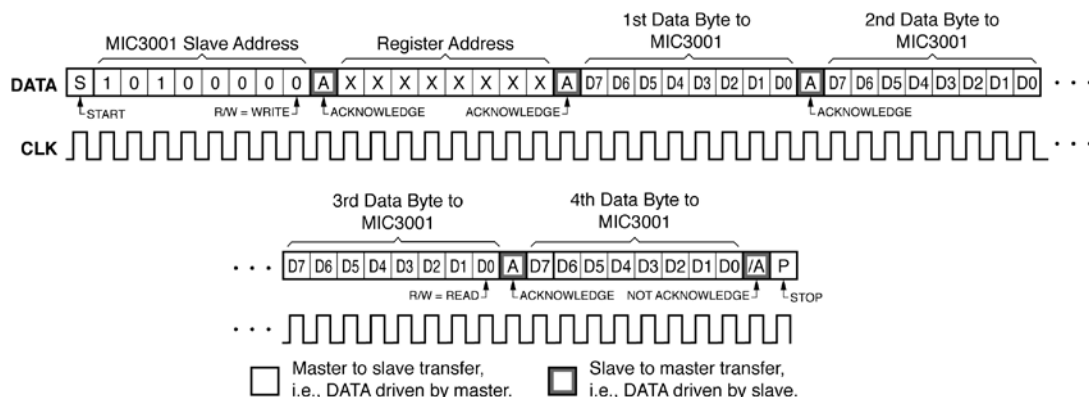 1st Data Byte to 2nd Data Byte to
MIC3001 Slave Address Register Address MIC3001 MIC3001
DATA S 1 0 1 0 0 0 0 0 A X X X X X X X X A D7 D6 D5 D4 D3 D2 D1 D0 A D7 D6 D5 D4 D3 D2 D1 D0 · · ·
START R/W = WRITE ACKNOWLEDGE ACKNOWLEDGE ACKNOWLEDGE
CLK · · ·
3rd Data Byte to 4th Data Byte to
MIC3001 MIC3001
· · · D7 D6 D5 D4 D3 D2 D1 D0 A D7 D6 D5 D4 D3 D2 D1 D0 /A P
R/W = READ ACKNOWLEDGE NOT ACKNOWLEDGE STOP
· · ·
Master to slave transfer, Slave to master transfer,
i.e., DATA driven by master. i.e., DATA driven by slave.